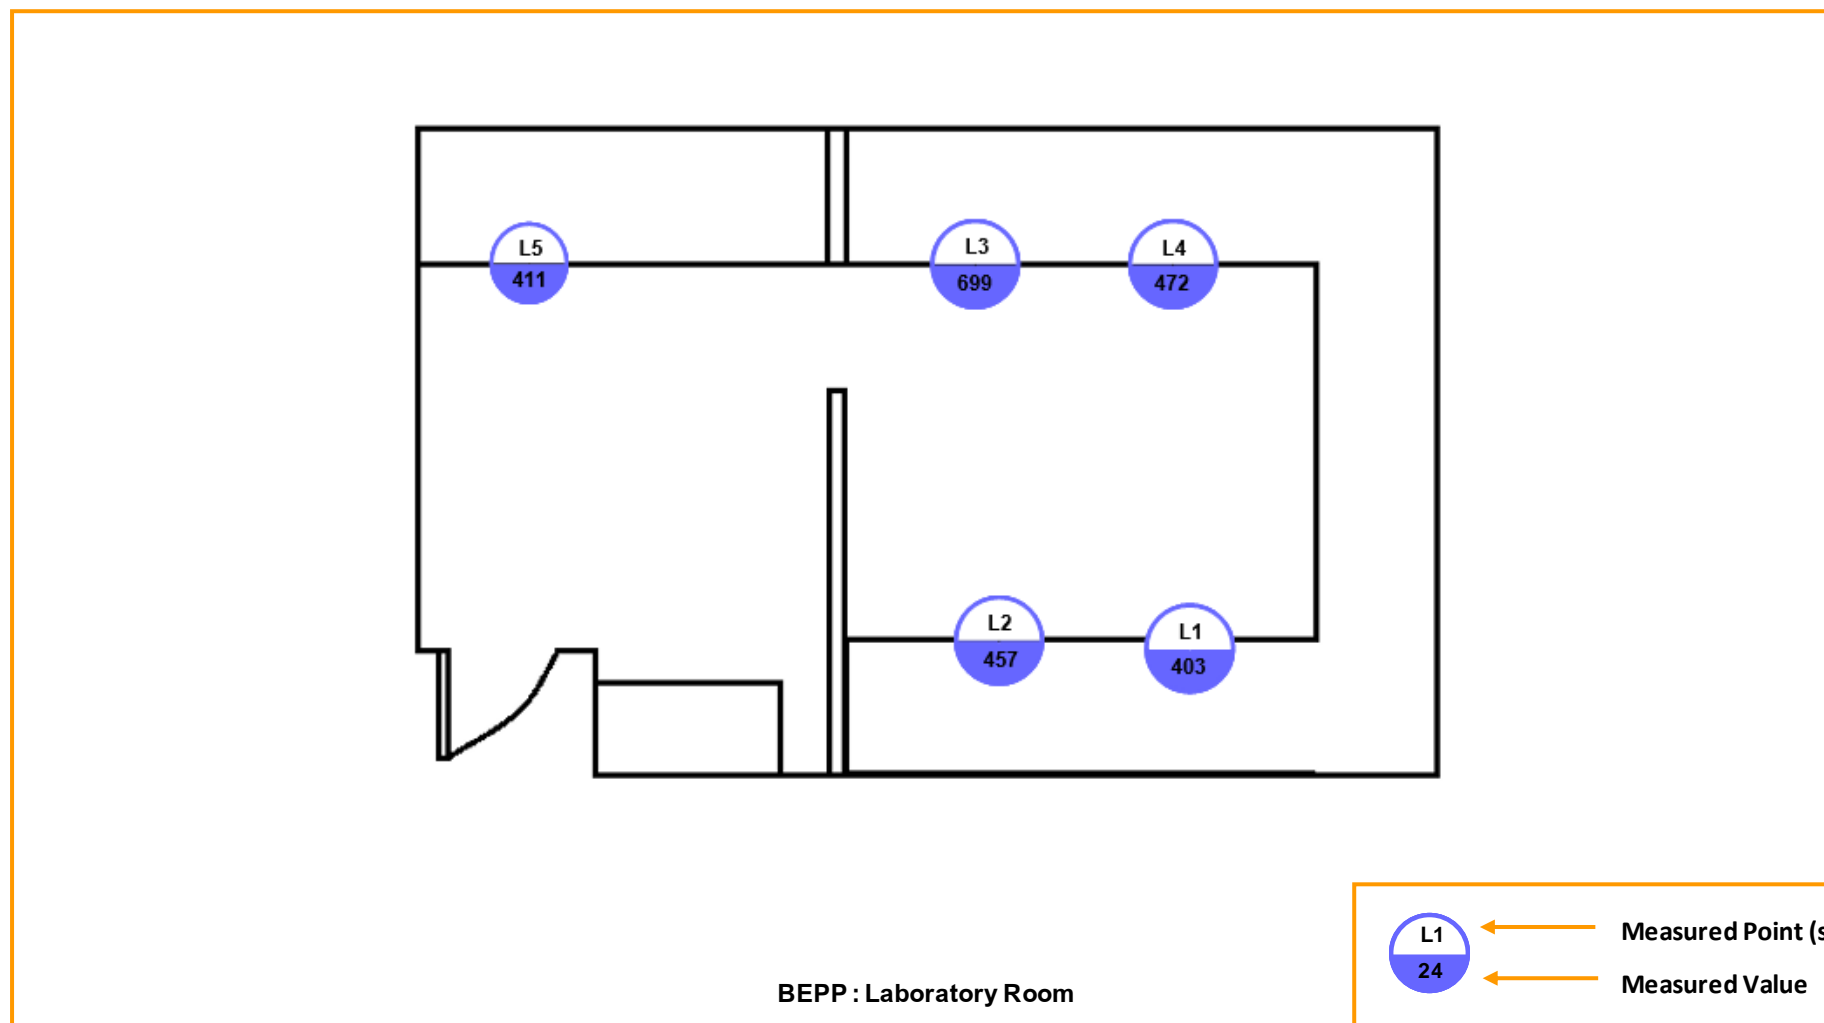 L5
411
L3
699
L4
472
L2
457
L1
403
L1
24
Measured Point (s
Measured Value
BEPP : Laboratory Room